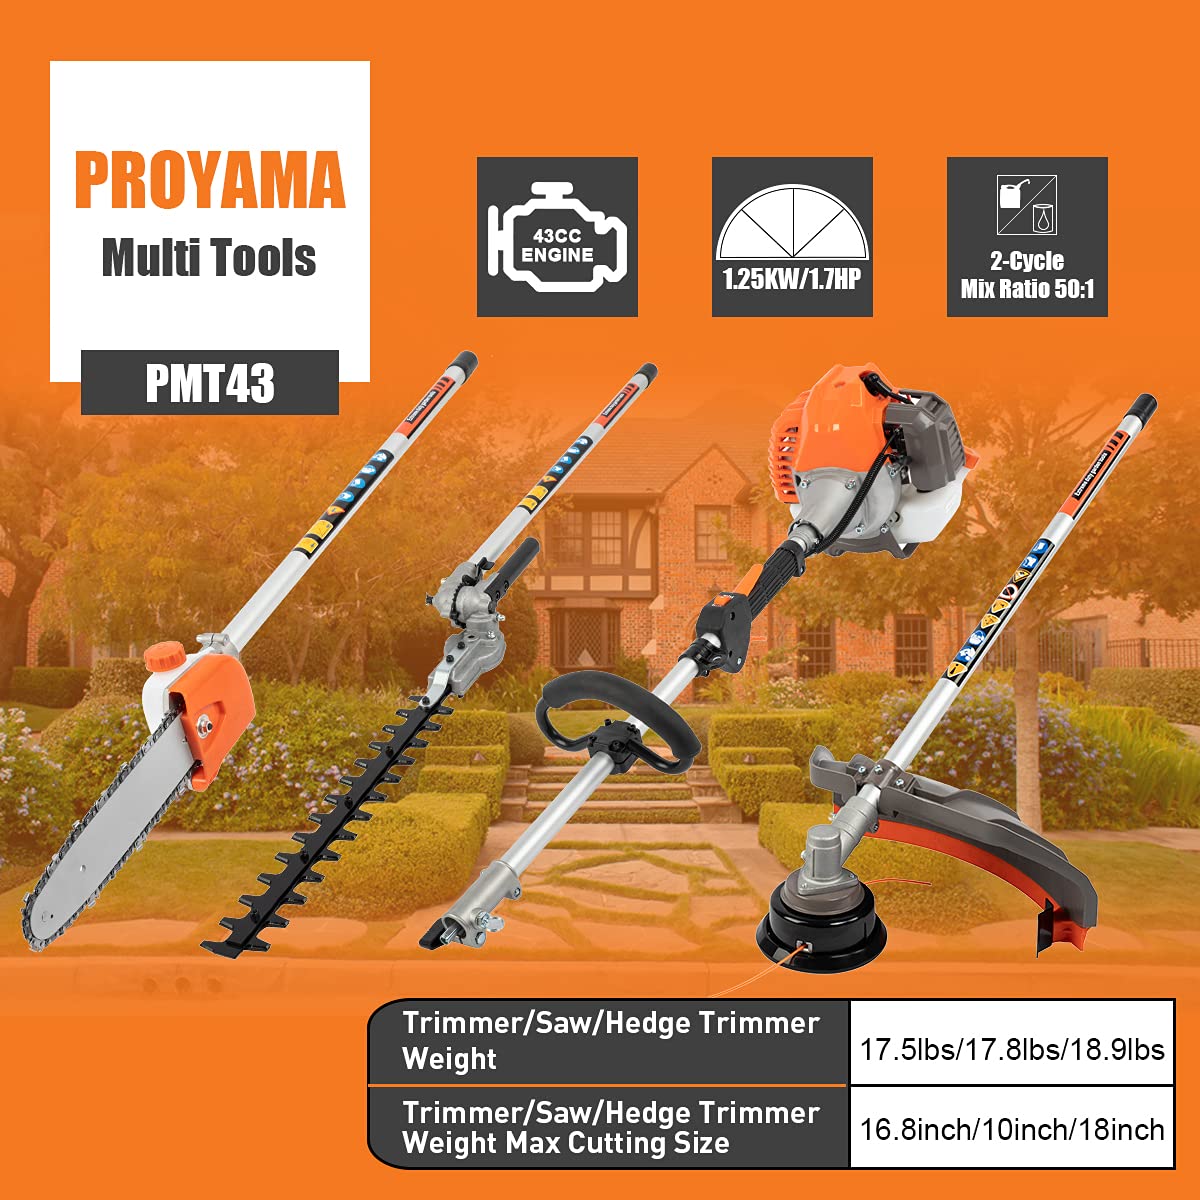 PROYAMA
Multi Tools
PMT43
43CC
ENGINE
1.25KW/1.7HP
2-Cycle
Mix Ratio 50:1
Trimmer/Saw/Hedge Trimmer
Weight
17.5lbs/17.8lbs/18.9lbs
Trimmer/Saw/Hedge Trimmer
Weight Max Cutting Size
16.8inch/10inch/18inch